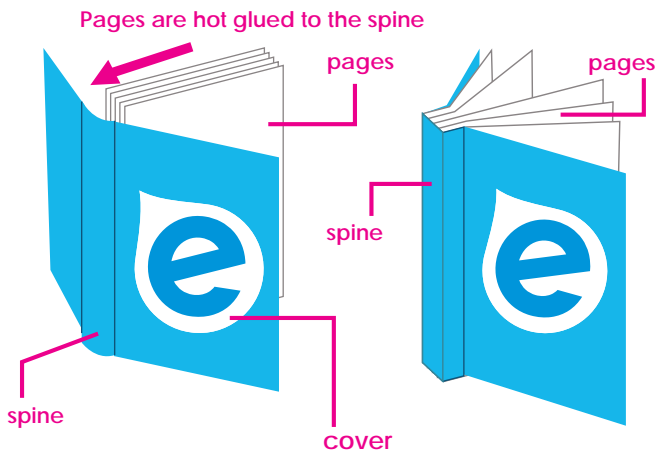 Pages are hot glued to the spine
pages
pages
e
e
spine
spine
cover